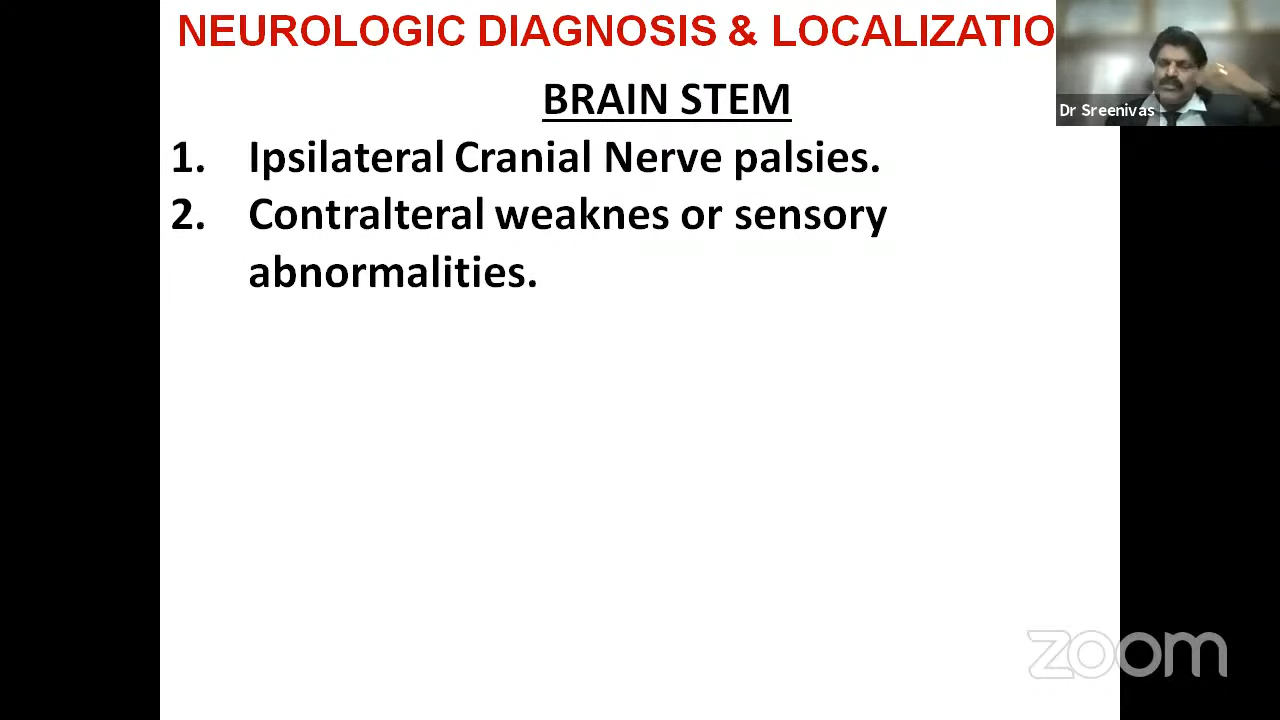 NEUROLOGIC DIAGNOSIS & LOCALIZATIO
Dr Sreenivas
BRAIN STEM
1. Ipsilateral Cranial Nerve palsies.
2. Contralteral weaknes or sensory
abnormalities.
zoom